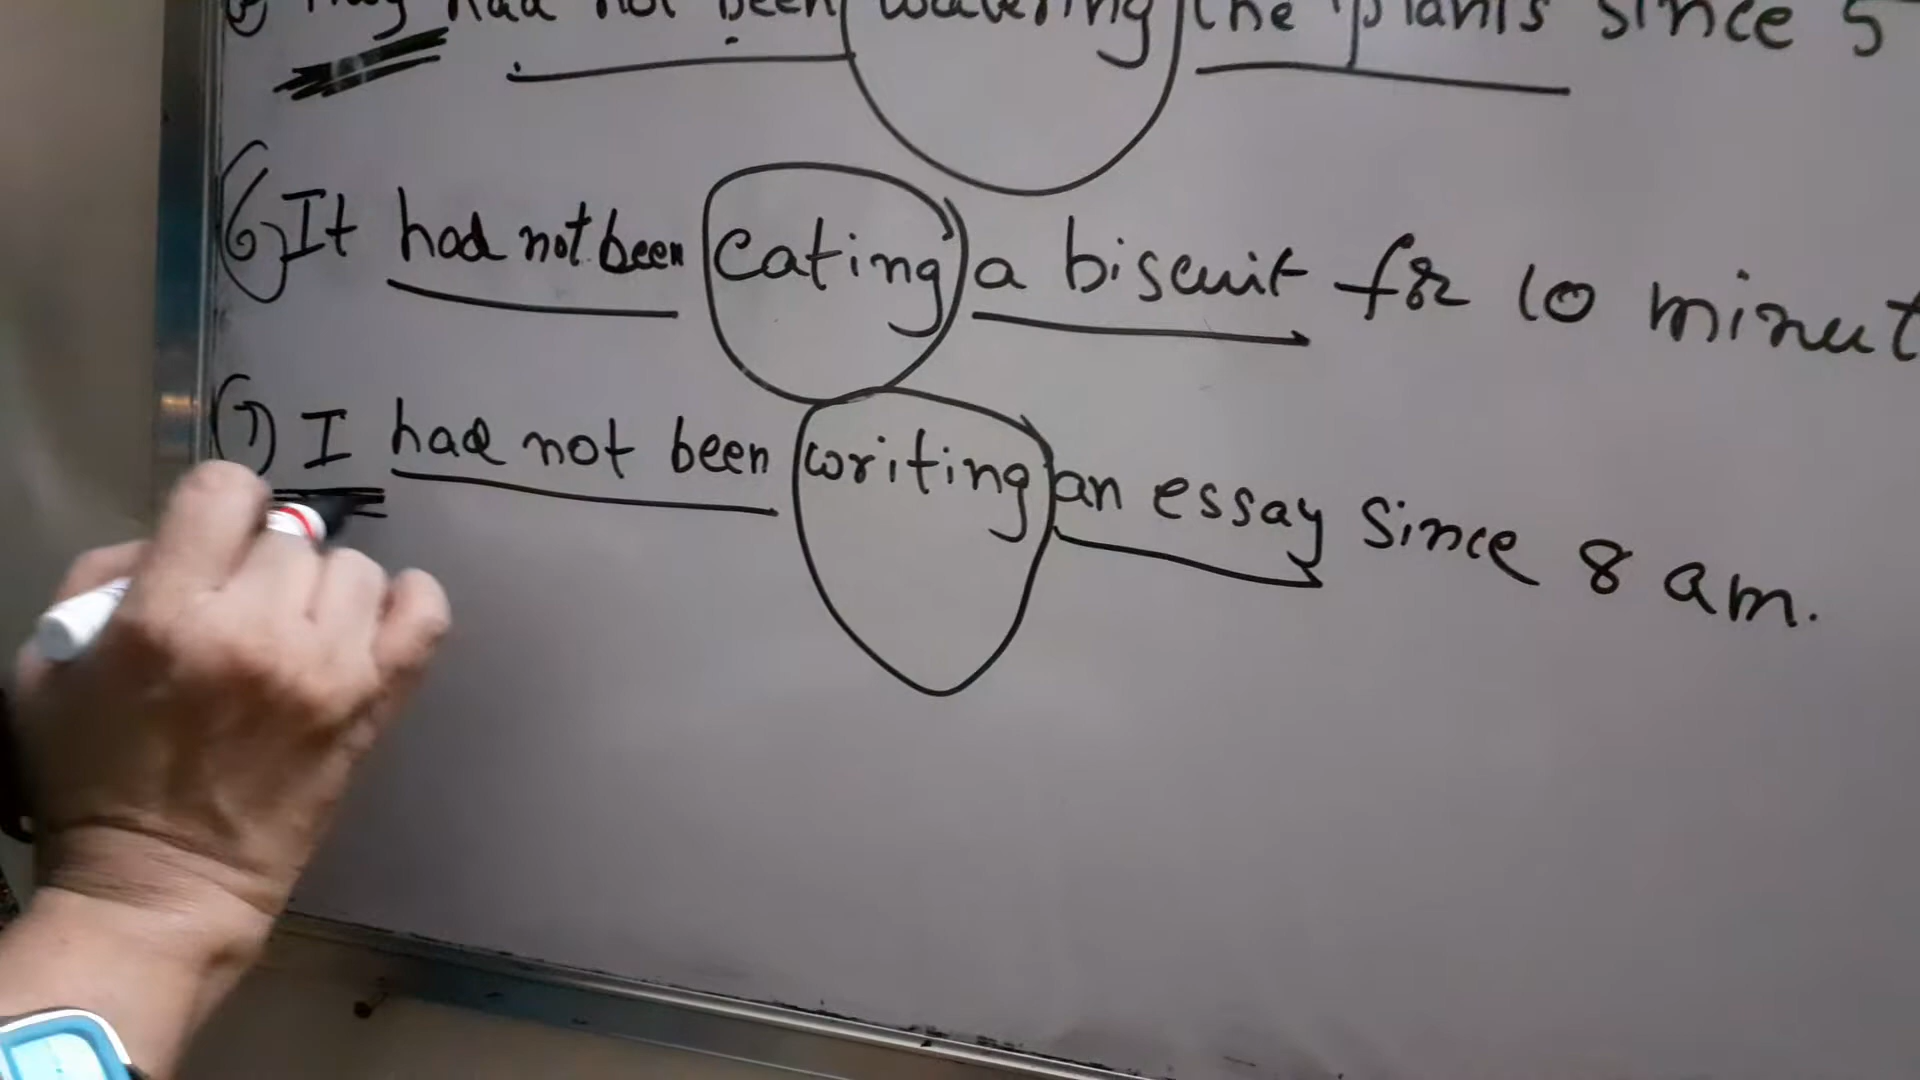 5) They had not been watering the plants since 5
6) It had not been eating a biscuit for 10 minut
7) I had not been writing an essay since 8 am.